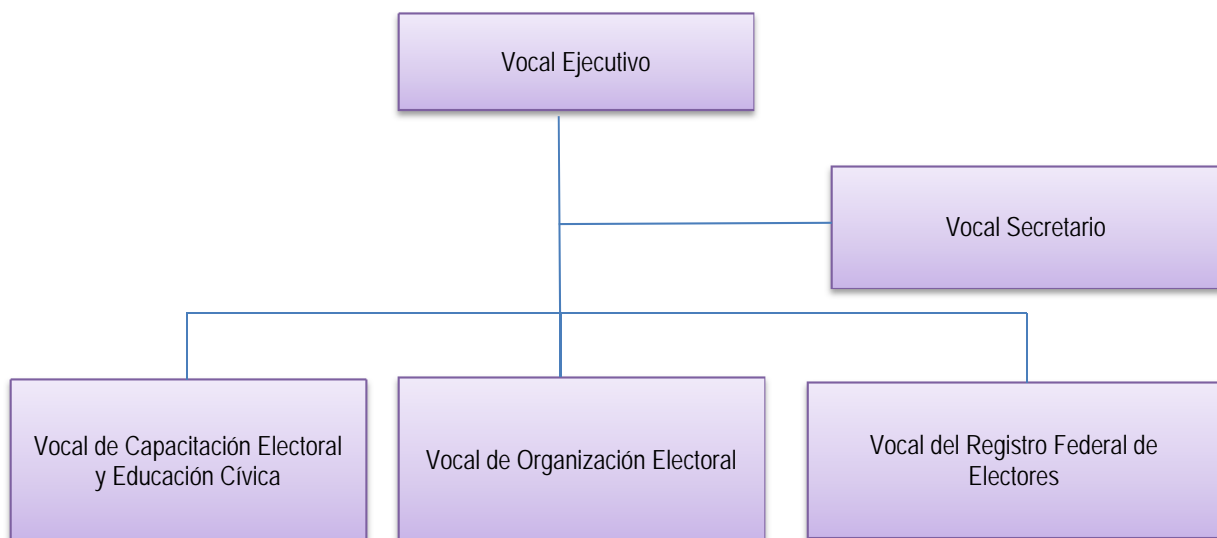 Vocal Ejecutivo
Vocal Secretario
Vocal de Capacitación Electoral
y Educación Cívica
Vocal de Organización Electoral
Vocal del Registro Federal de
Electores